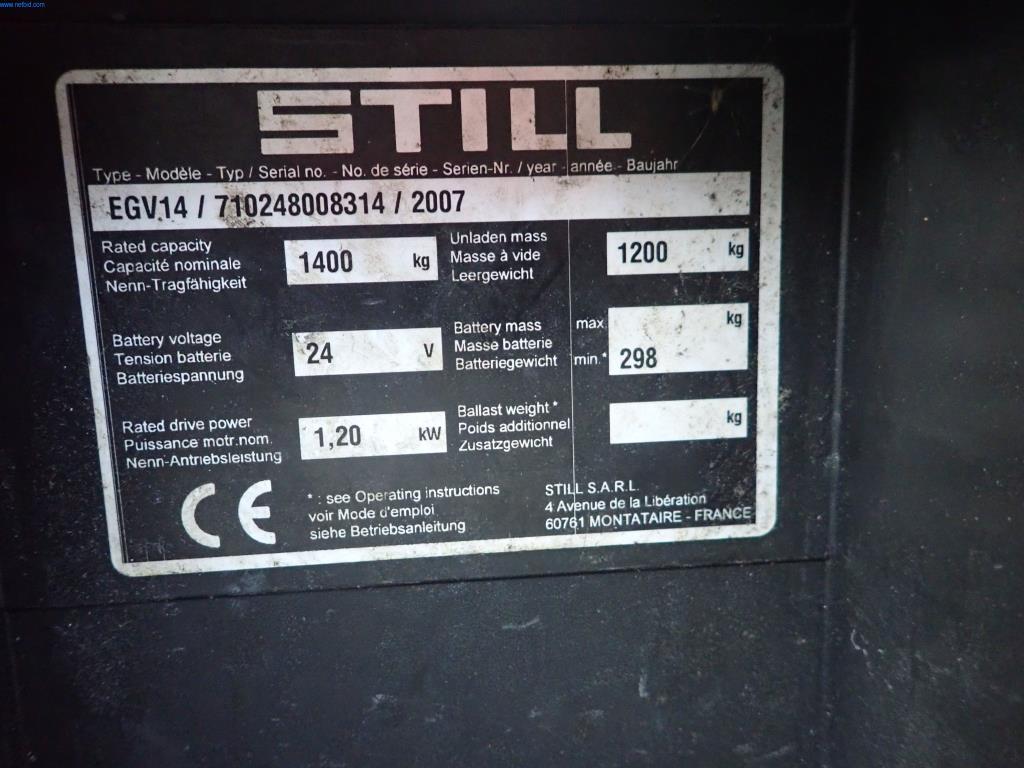 www.netbid.com
STILL
Type - Modèle - Typ / Serial no. - No. de série - Serien-Nr. / year - année - Baujahr
EGV14 / 710248008314 / 2007
Rated capacity
Capacité nominale
Nenn-Tragfähigkeit
1400 kg
Unladen mass
Masse à vide
Leergewicht
1200 kg
Battery voltage
Tension batterie
Batteriespannung
24 V
Battery mass
Masse batterie
Batteriegewicht
max kg
min.* 298
Rated drive power
Puissance motr.nom.
Nenn-Antriebsleistung
1,20 kW
Ballast weight *
Poids additionnel
Zusatzgewicht
kg
CE
* : see Operating instructions
voir Mode d'emploi
siehe Betriebsanleitung
STILL S.A.R.L
4 Avenue de la Libération
60761 MONTATAIRE - FRANCE